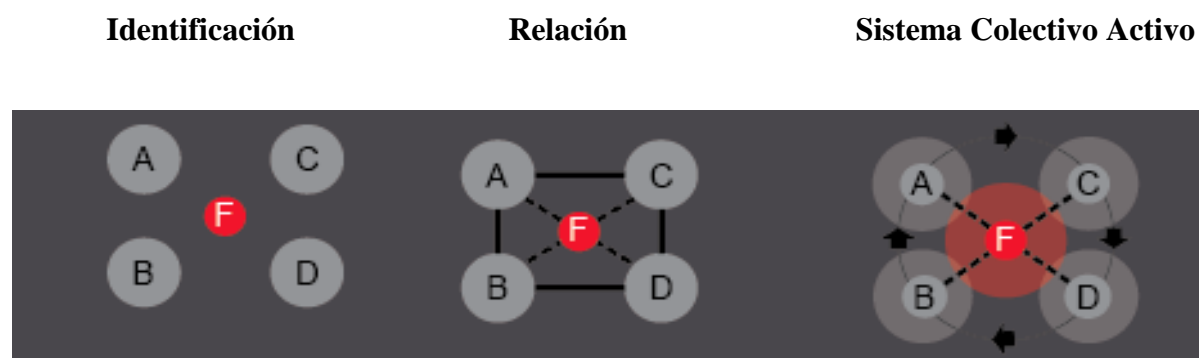 Identificación Relación Sistema Colectivo Activo
A C A C A C
F F F
B D B D B D